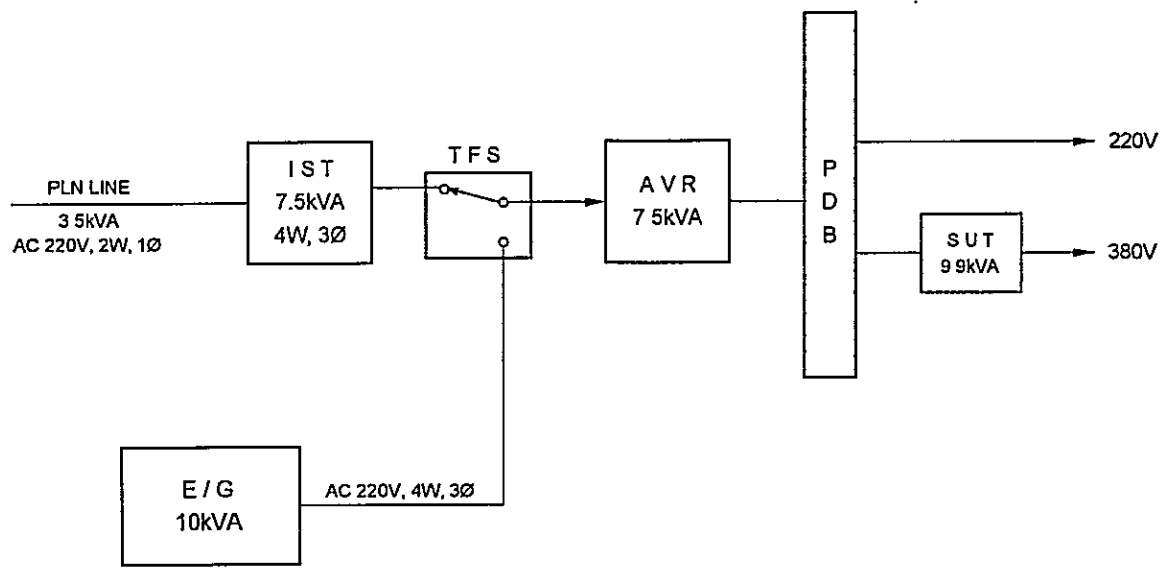 PLN LINE
3 5kVA
AC 220V, 2W, 1Ø
I S T
7.5kVA
4W, 3Ø
T F S
A V R
7 5kVA
P
D
B
220V
S U T
9 9kVA
380V
E / G
10kVA
AC 220V, 4W, 3Ø